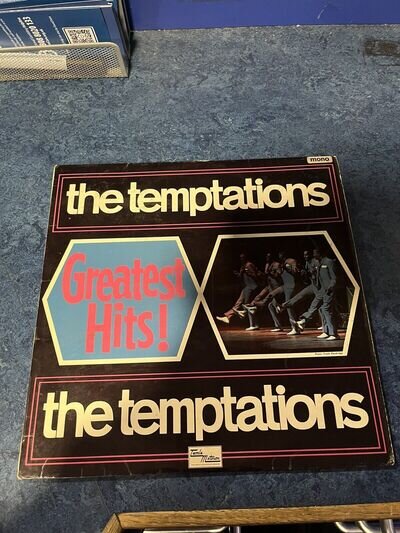 mono
the temptations
Greatest
Hits!
the temptations
Tamla
Motown